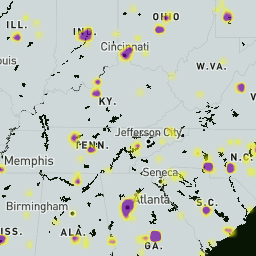 OHIO
ILL.
IND.
Cincinnati
W.VA.
ouis
KY.
V
Jefferson City
TENN.
N.C.
Memphis
Seneca
Atlanta
S.C.
Birmingham
ISS.
ALA.
GA.